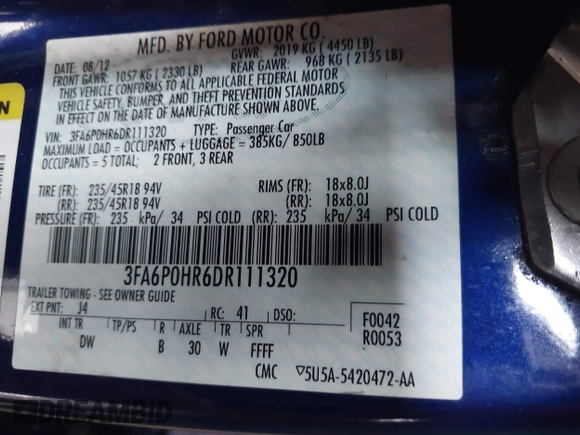 MFD. BY FORD MOTOR CO.
DATE: 08/12 GVWR: 2019 KG ( 4450 LB)
FRONT GAWR: 1057 KG ( 2330 LB) REAR GAWR: 968 KG ( 2135 LB)
THIS VEHICLE CONFORMS TO ALL APPLICABLE FEDERAL MOTOR
VEHICLE SAFETY, BUMPER, AND THEFT PREVENTION STANDARDS
IN EFFECT ON THE DATE OF MANUFACTURE SHOWN ABOVE.
VIN: 3FA6P0HR6DR111320 TYPE: Passenger Car
MAXIMUM LOAD = OCCUPANTS + LUGGAGE = 385KG/ 850LB
OCCUPANTS = 5 TOTAL; 2 FRONT, 3 REAR
TIRE (FR): 235/45R18 94V RIMS (FR): 18x8.0J
(RR): 235/45R18 94V (RR): 18x8.0J
PRESSURE (FR): 235 kPa/ 34 PSI COLD (RR): 235 kPa/ 34 PSI COLD
3FA6P0HR6DR111320
TRAILER TOWING - SEE OWNER GUIDE
EXT PNT: J4 RC: 41 DSO:
F0042
R0053
INT TR TP/PS R AXLE TR SPR
DW B 30 W FFFF
CMC ▽5U5A-5420472-AA
DREAMBID